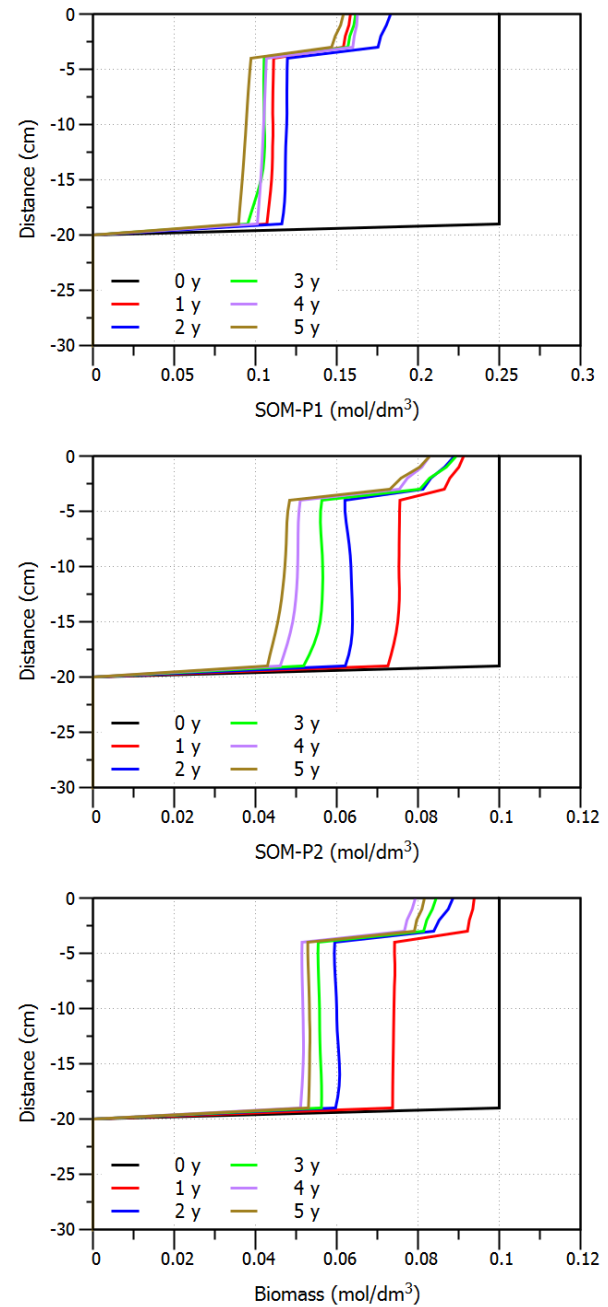 0
-5
-10
Distance (cm)
-15
-20
-25
0 y 3 y
1 y 4 y
2 y 5 y
-30
0 0.05 0.1 0.15 0.2 0.25 0.3
SOM-P1 (mol/dm³)
0
-5
-10
Distance (cm)
-15
-20
-25
0 y 3 y
1 y 4 y
2 y 5 y
-30
0 0.02 0.04 0.06 0.08 0.1 0.12
SOM-P2 (mol/dm³)
0
-5
-10
Distance (cm)
-15
-20
-25
0 y 3 y
1 y 4 y
2 y 5 y
-30
0 0.02 0.04 0.06 0.08 0.1 0.12
Biomass (mol/dm³)